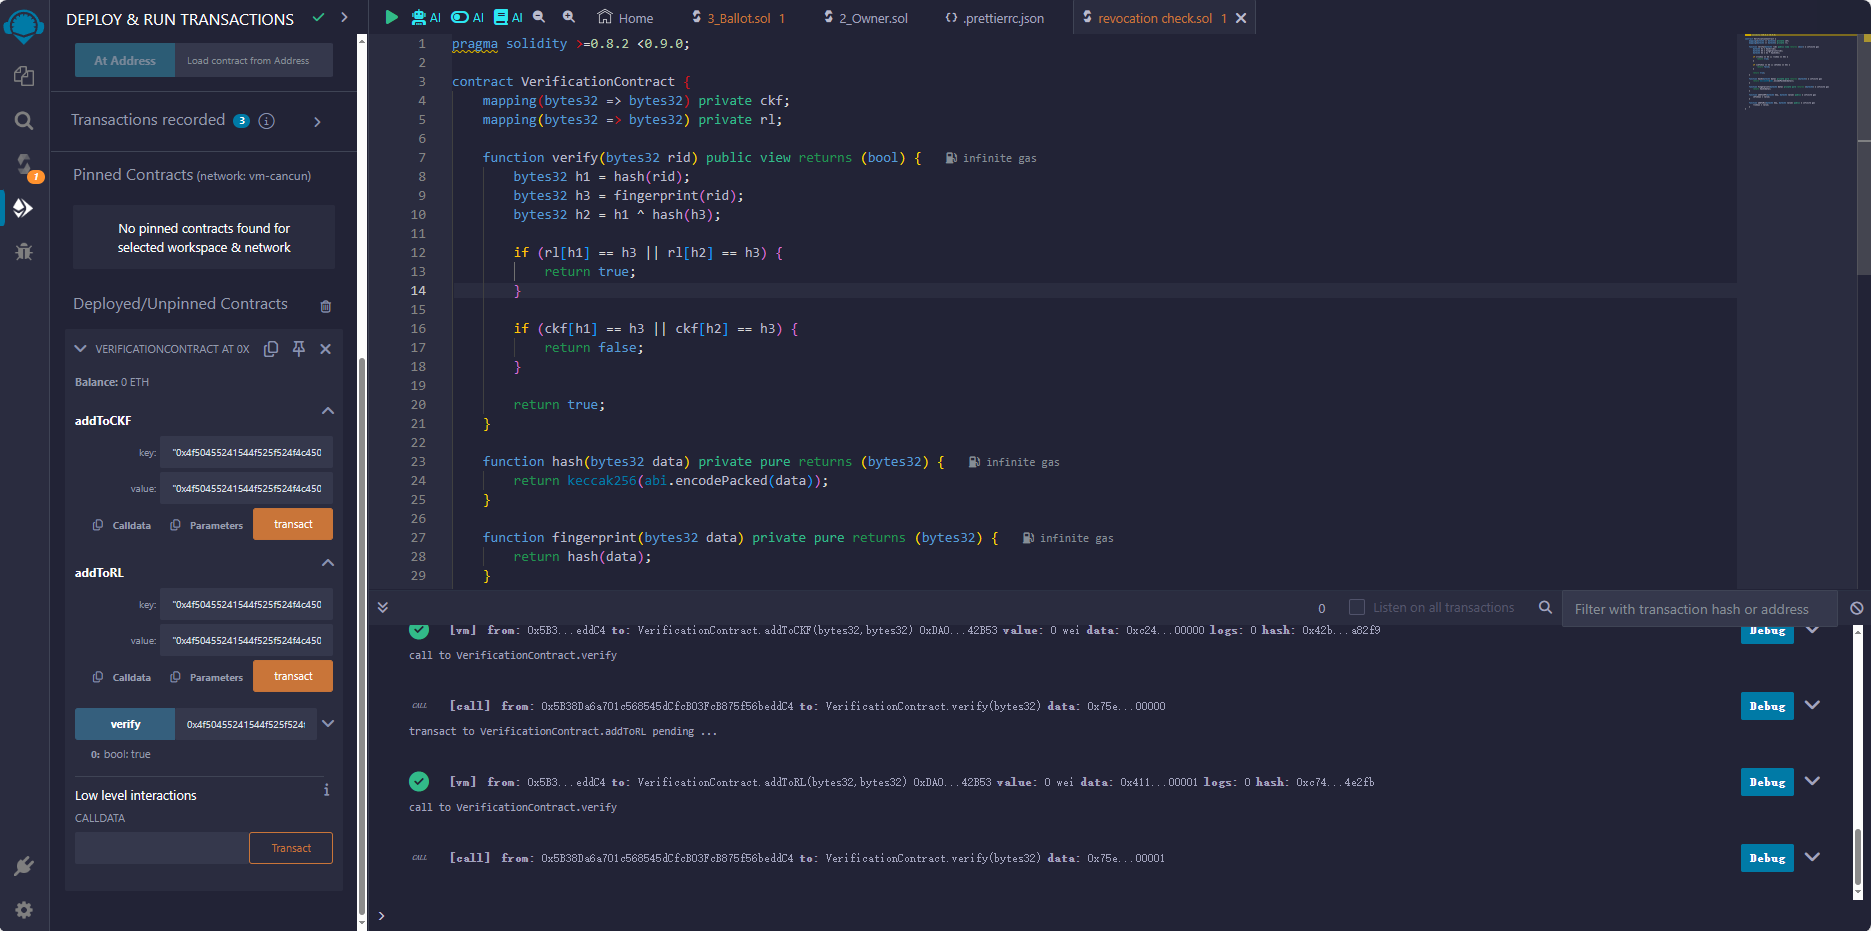 DEPLOY & RUN TRANSACTIONS
At Address
Load contract from Address
Transactions recorded 3 i
Pinned Contracts (network: vm-cancun)
No pinned contracts found for
selected workspace & network
Deployed/Unpinned Contracts
VERIFICATIONCONTRACT AT 0X
Balance: 0 ETH
addToCKF
key: "0x4f50455241544f525f524f4c450
value: "0x4f50455241544f525f524f4c450
Calldata Parameters transact
addToRL
key: "0x4f50455241544f525f524f4c450
value: "0x4f50455241544f525f524f4c450
Calldata Parameters transact
verify 0x4f50455241544f525f524f
0: bool: true
Low level interactions i
CALLDATA
Transact
1
AI AI AI Home 3_Ballot.sol 1 2_Owner.sol {} .prettierrc.json revocation check.sol 1
1 pragma solidity >=0.8.2 <0.9.0;
2
3 contract VerificationContract {
4 mapping(bytes32 => bytes32) private ckf;
5 mapping(bytes32 => bytes32) private rl;
6
7 function verify(bytes32 rid) public view returns (bool) { infinite gas
8 bytes32 h1 = hash(rid);
9 bytes32 h3 = fingerprint(rid);
10 bytes32 h2 = h1 ^ hash(h3);
11
12 if (rl[h1] == h3 || rl[h2] == h3) {
13 return true;
14 }
15
16 if (ckf[h1] == h3 || ckf[h2] == h3) {
17 return false;
18 }
19
20 return true;
21 }
22
23 function hash(bytes32 data) private pure returns (bytes32) { infinite gas
24 return keccak256(abi.encodePacked(data));
25 }
26
27 function fingerprint(bytes32 data) private pure returns (bytes32) { infinite gas
28 return hash(data);
29 }
0 Listen on all transactions Filter with transaction hash or address
[vm] from: 0x5B3...eddC4 to: VerificationContract.addToCKF(bytes32,bytes32) 0xDA0...42B53 value: 0 wei data: 0xc24...00000 logs: 0 hash: 0x42b...a82f9 Debug
call to VerificationContract.verify
CALL [call] from: 0x5B38Da6a701c568545dCfcB03FcB875f56beddC4 to: VerificationContract.verify(bytes32) data: 0x75e...00000 Debug
transact to VerificationContract.addToRL pending ...
[vm] from: 0x5B3...eddC4 to: VerificationContract.addToRL(bytes32,bytes32) 0xDA0...42B53 value: 0 wei data: 0x411...00001 logs: 0 hash: 0xc74...4e2fb Debug
call to VerificationContract.verify
CALL [call] from: 0x5B38Da6a701c568545dCfcB03FcB875f56beddC4 to: VerificationContract.verify(bytes32) data: 0x75e...00001 Debug
>